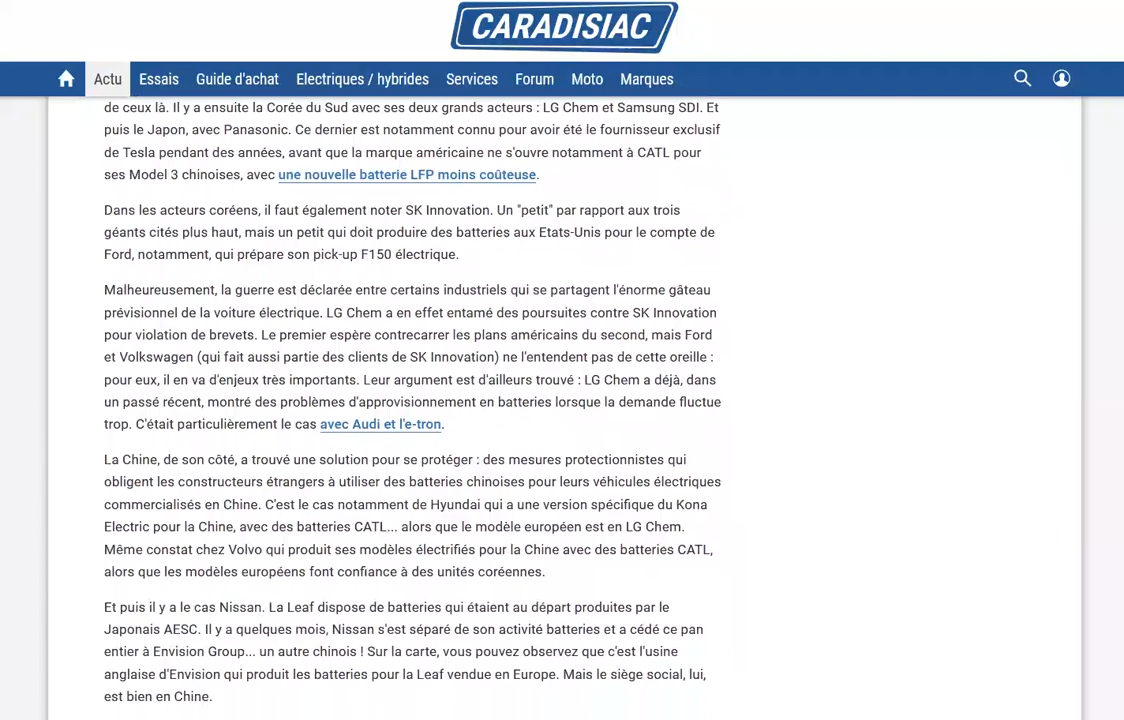 CARADISIAC
Actu Essais Guide d'achat Electriques / hybrides Services Forum Moto Marques
de ceux là. Il y a ensuite la Corée du Sud avec ses deux grands acteurs : LG Chem et Samsung SDI. Et
puis le Japon, avec Panasonic. Ce dernier est notamment connu pour avoir été le fournisseur exclusif
de Tesla pendant des années, avant que la marque américaine ne s'ouvre notamment à CATL pour
ses Model 3 chinoises, avec une nouvelle batterie LFP moins coûteuse.
Dans les acteurs coréens, il faut également noter SK Innovation. Un "petit" par rapport aux trois
géants cités plus haut, mais un petit qui doit produire des batteries aux Etats-Unis pour le compte de
Ford, notamment, qui prépare son pick-up F150 électrique.
Malheureusement, la guerre est déclarée entre certains industriels qui se partagent l'énorme gâteau
prévisionnel de la voiture électrique. LG Chem a en effet entamé des poursuites contre SK Innovation
pour violation de brevets. Le premier espère contrecarrer les plans américains du second, mais Ford
et Volkswagen (qui fait aussi partie des clients de SK Innovation) ne l'entendent pas de cette oreille :
pour eux, il en va d'enjeux très importants. Leur argument est d'ailleurs trouvé : LG Chem a déjà, dans
un passé récent, montré des problèmes d'approvisionnement en batteries lorsque la demande fluctue
trop. C'était particulièrement le cas avec Audi et l'e-tron.
La Chine, de son côté, a trouvé une solution pour se protéger : des mesures protectionnistes qui
obligent les constructeurs étrangers à utiliser des batteries chinoises pour leurs véhicules électriques
commercialisés en Chine. C'est le cas notamment de Hyundai qui a une version spécifique du Kona
Electric pour la Chine, avec des batteries CATL... alors que le modèle européen est en LG Chem.
Même constat chez Volvo qui produit ses modèles électrifiés pour la Chine avec des batteries CATL,
alors que les modèles européens font confiance à des unités coréennes.
Et puis il y a le cas Nissan. La Leaf dispose de batteries qui étaient au départ produites par le
Japonais AESC. Il y a quelques mois, Nissan s'est séparé de son activité batteries et a cédé ce pan
entier à Envision Group... un autre chinois ! Sur la carte, vous pouvez observez que c'est l'usine
anglaise d'Envision qui produit les batteries pour la Leaf vendue en Europe. Mais le siège social, lui,
est bien en Chine.